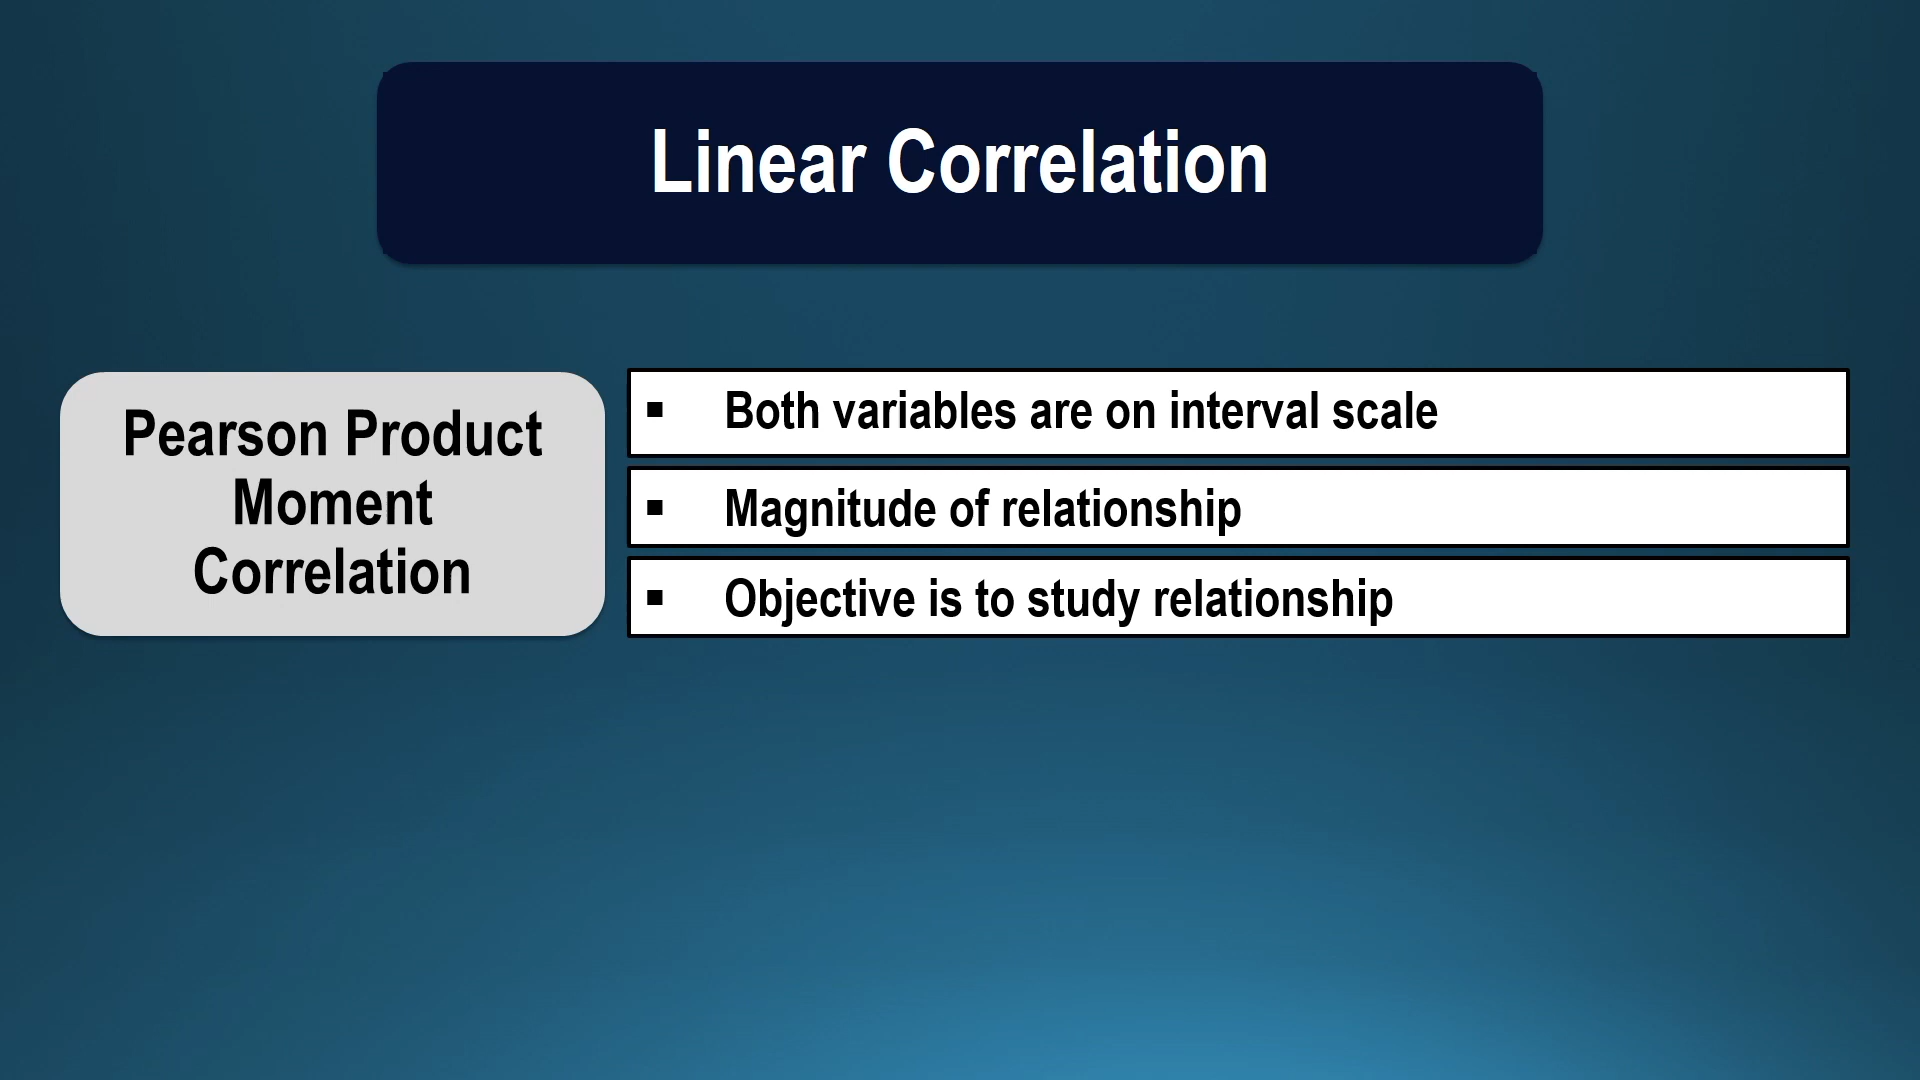 Linear Correlation
Pearson Product
Moment
Correlation
▪ Both variables are on interval scale
▪ Magnitude of relationship
▪ Objective is to study relationship